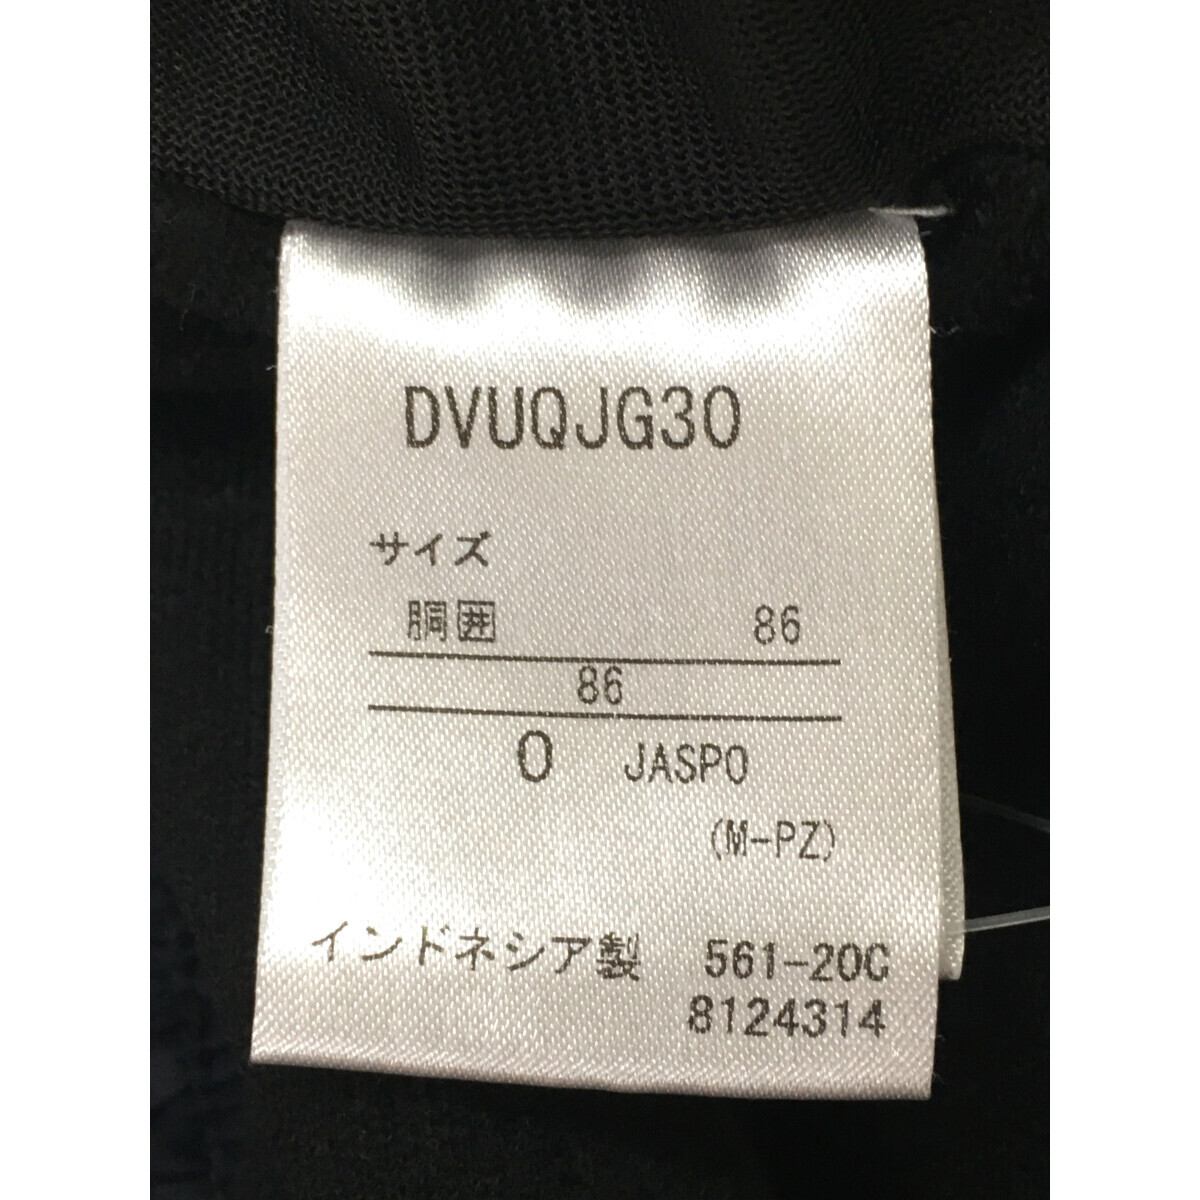 DVUQJG30
サイズ
胴囲 86
86
O JASPO
(M-PZ)
インドネシア製 561-20C
8124314